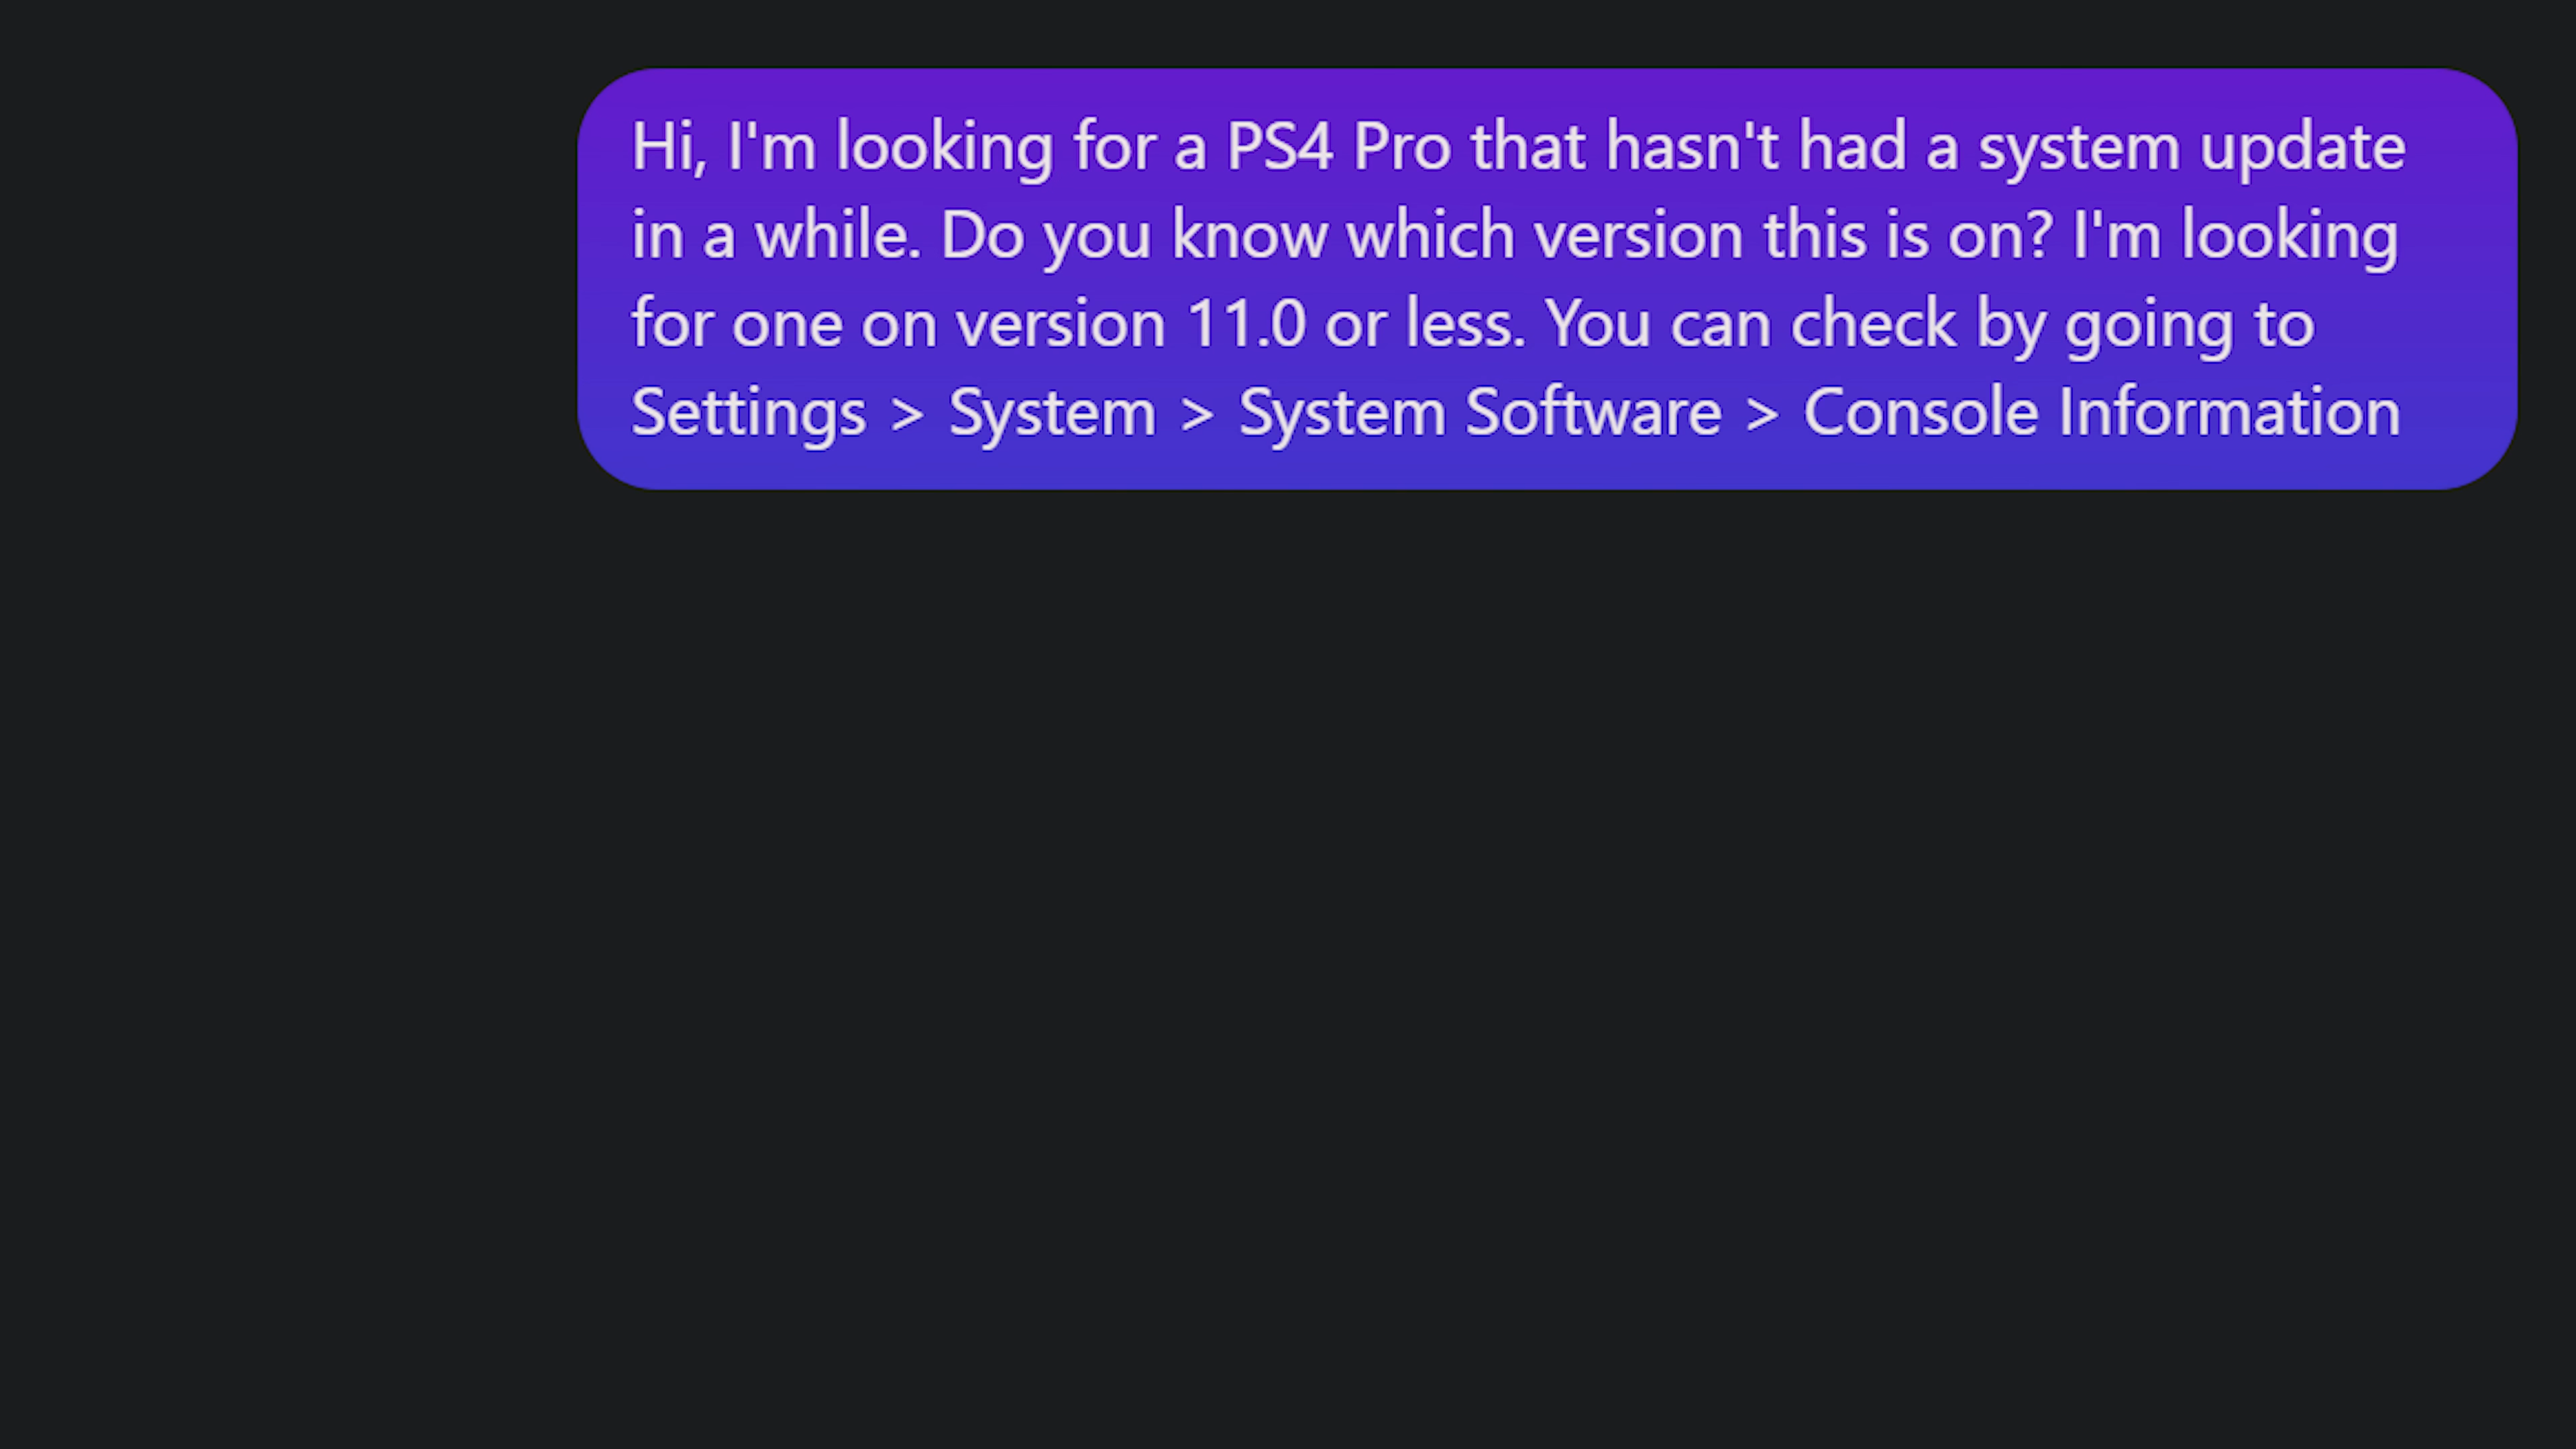 Hi, I'm looking for a PS4 Pro that hasn't had a system update
in a while. Do you know which version this is on? I'm looking
for one on version 11.0 or less. You can check by going to
Settings > System > System Software > Console Information